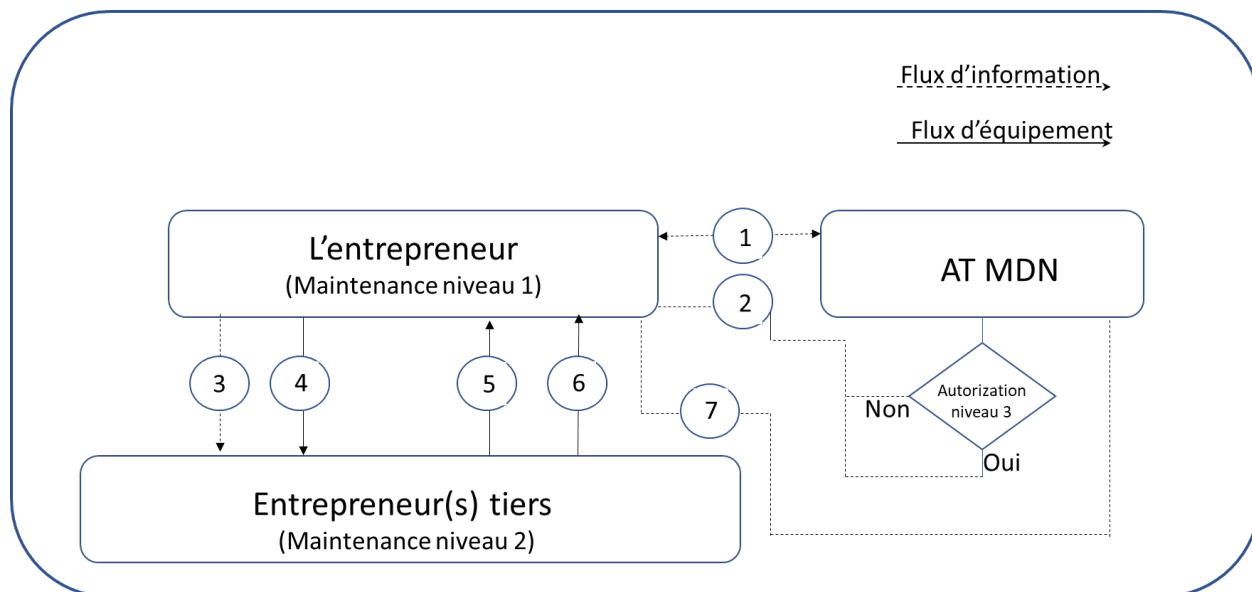 Flux d'information
Flux d'équipement
L'entrepreneur
(Maintenance niveau 1)
1
AT MDN
2
3
4
5
6
7
Autorization
niveau 3
Non
Oui
Entrepreneur(s) tiers
(Maintenance niveau 2)